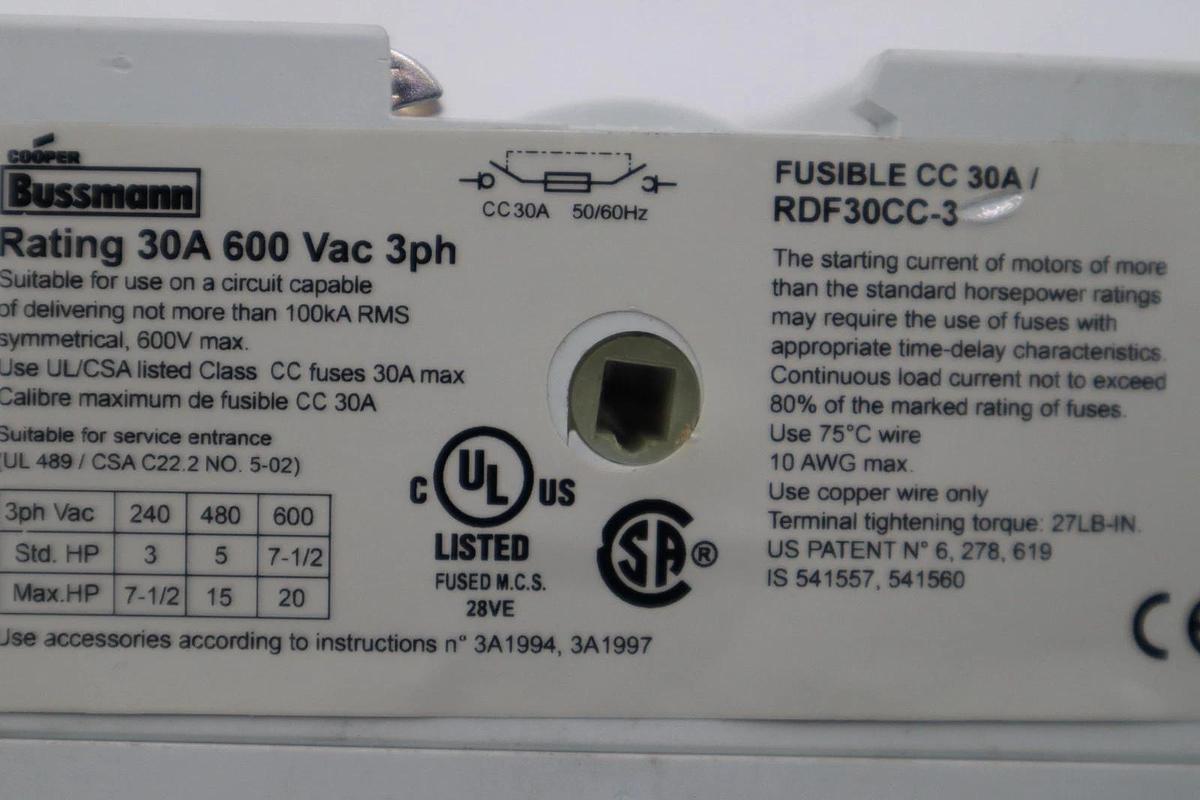 COOPER
Bussmann
Rating 30A 600 Vac 3ph
Suitable for use on a circuit capable
of delivering not more than 100kA RMS
symmetrical, 600V max.
Use UL/CSA listed Class CC fuses 30A max
Calibre maximum de fusible CC 30A
Suitable for service entrance
(UL 489 / CSA C22.2 NO. 5-02)
3ph Vac 240 480 600
Std. HP 3 5 7-1/2
Max.HP 7-1/2 15 20
Use accessories according to instructions n° 3A1994, 3A1997
CC30A 50/60Hz
C UL US
LISTED
FUSED M.C.S.
28VE
SA ®
FUSIBLE CC 30A /
RDF30CC-3
The starting current of motors of more
than the standard horsepower ratings
may require the use of fuses with
appropriate time-delay characteristics.
Continuous load current not to exceed
80% of the marked rating of fuses.
Use 75°C wire
10 AWG max.
Use copper wire only
Terminal tightening torque: 27LB-IN.
US PATENT N° 6, 278, 619
IS 541557, 541560
CE